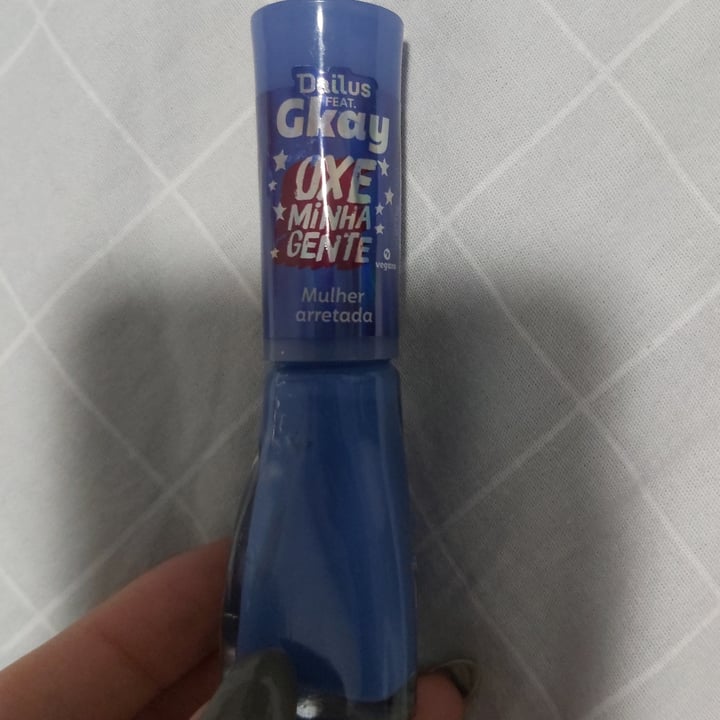 Dailus
FEAT.
Gkay
OXE
MINHA
GENTE
vegano
Mulher
arretada